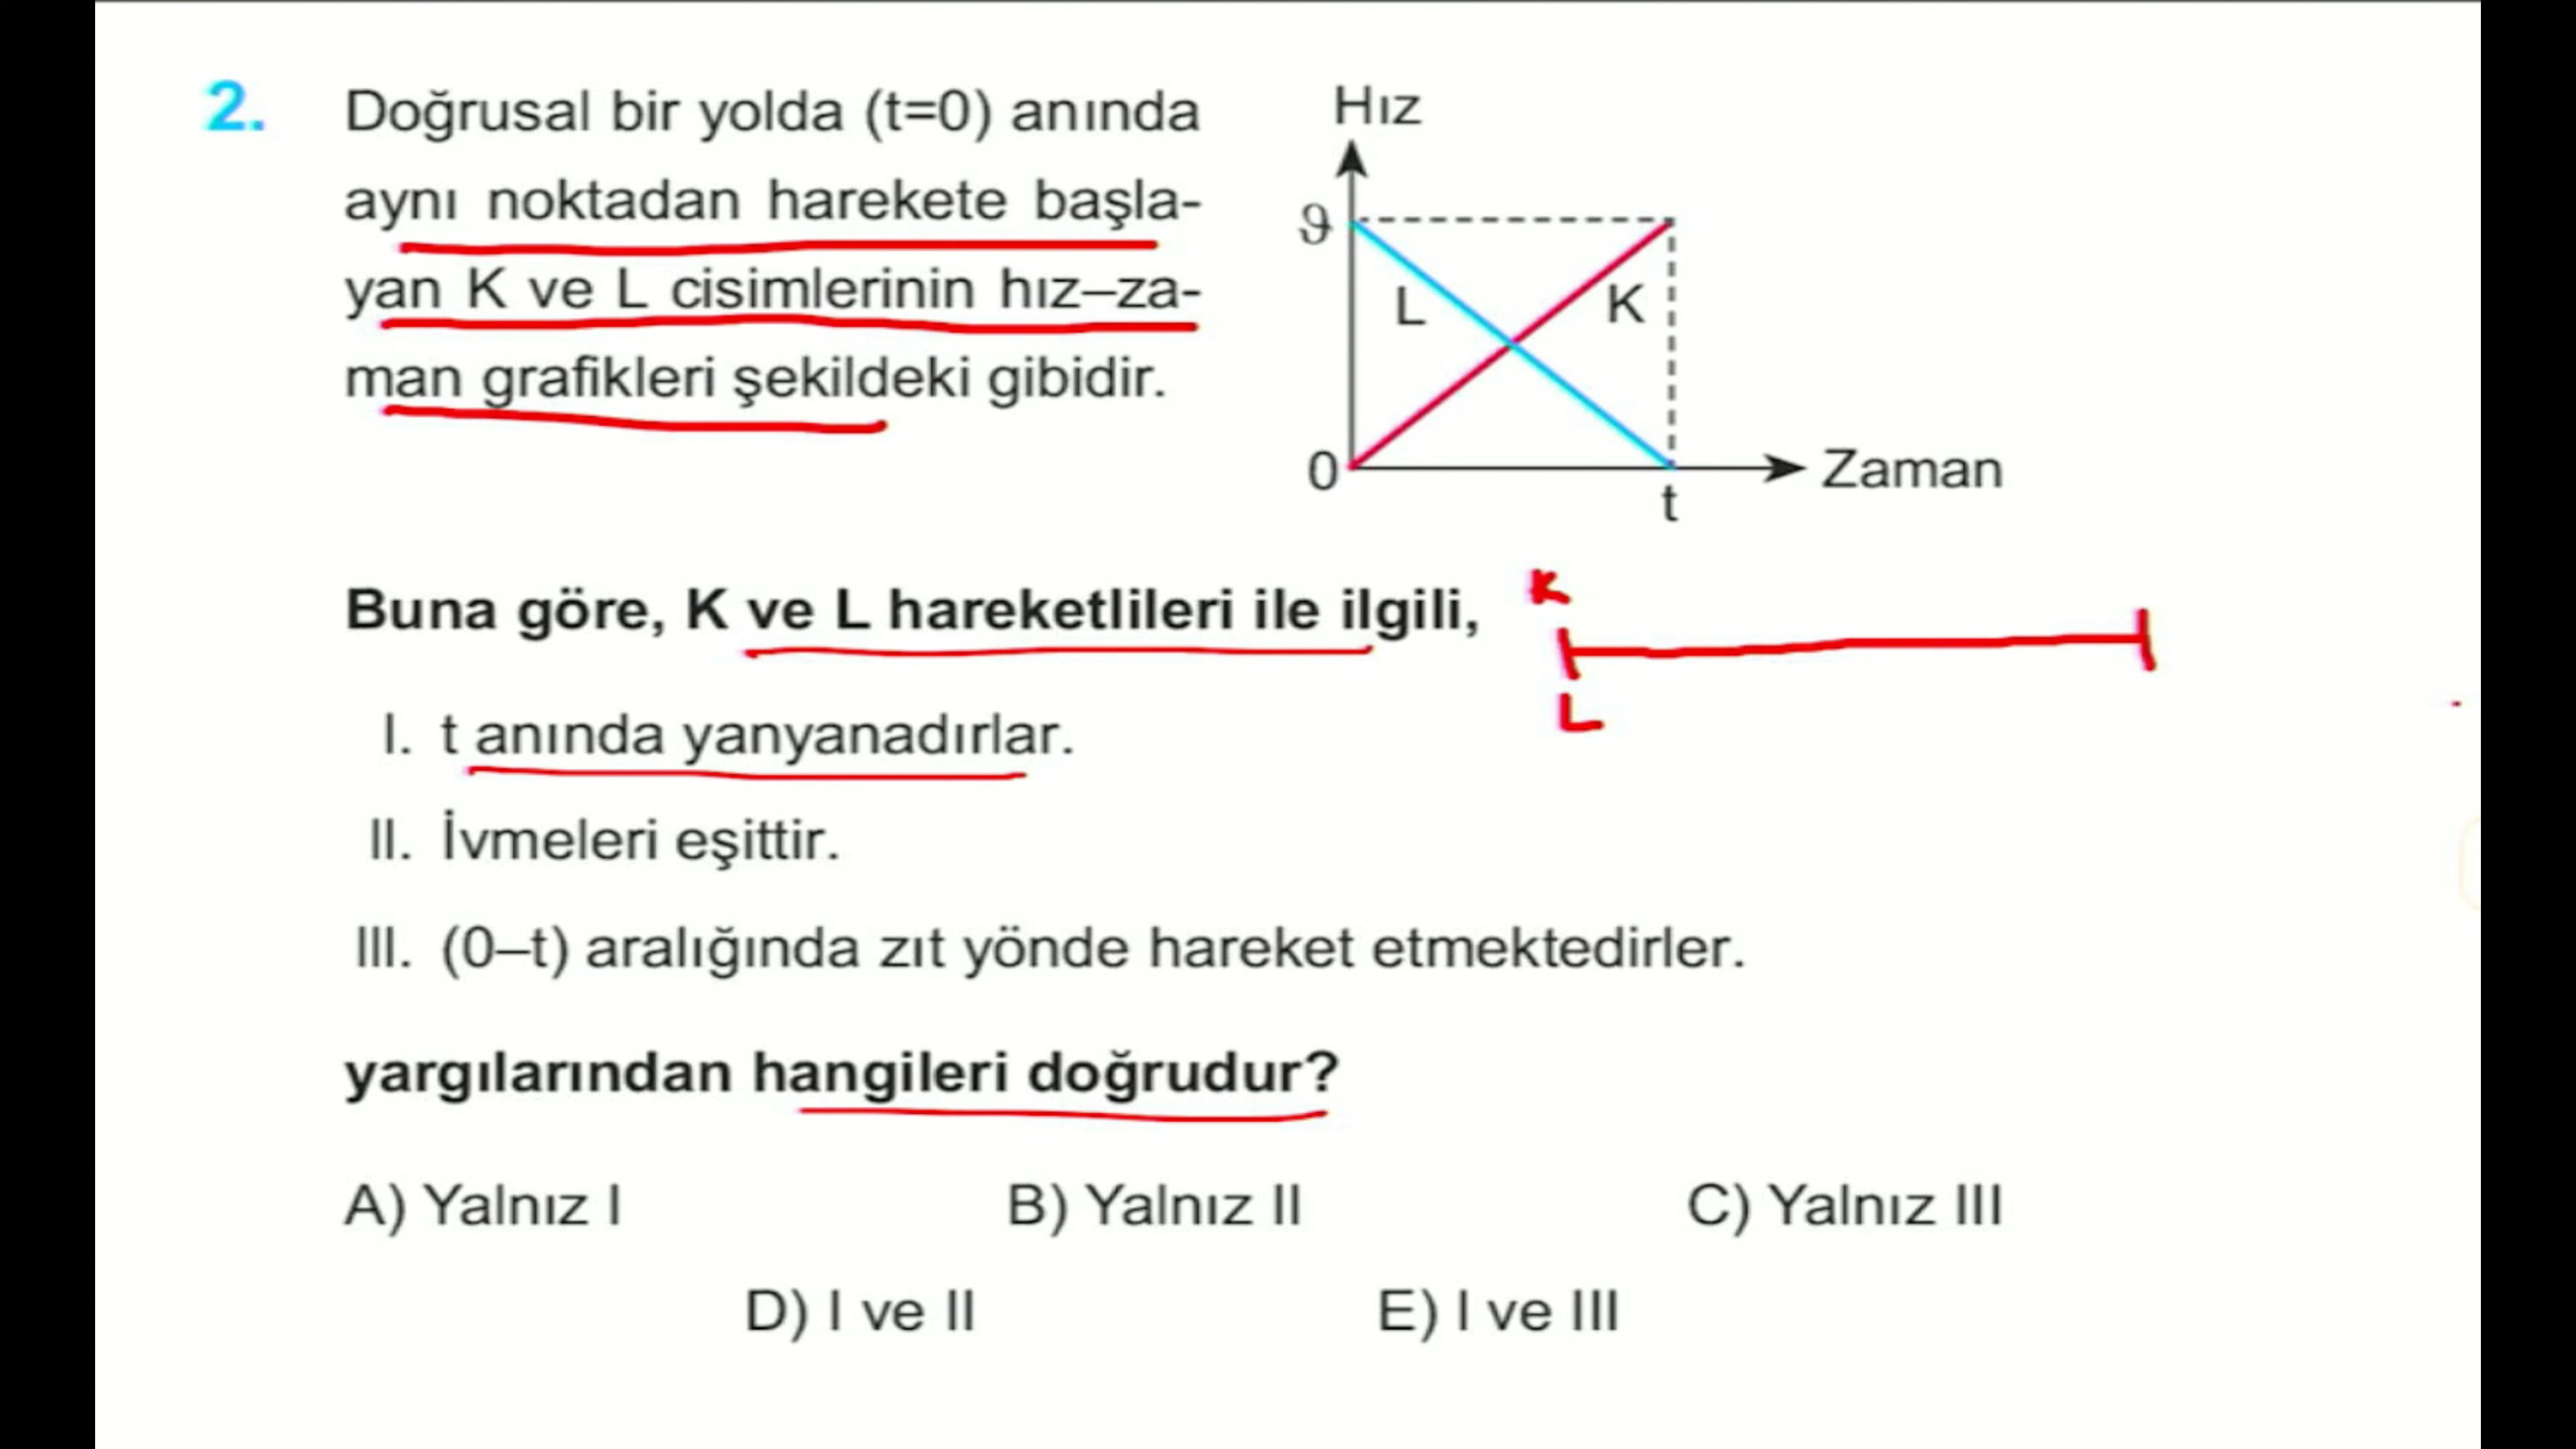 2. Doğrusal bir yolda (t=0) anında
aynı noktadan harekete başla-
yan K ve L cisimlerinin hız–za-
man grafikleri şekildeki gibidir.
Hız
ϑ
L
K
0
t
Zaman
Buna göre, K ve L hareketlileri ile ilgili,
K
L
I. t anında yanyanadırlar.
II. İvmeleri eşittir.
III. (0–t) aralığında zıt yönde hareket etmektedirler.
yargılarından hangileri doğrudur?
A) Yalnız I B) Yalnız II C) Yalnız III
D) I ve II E) I ve III